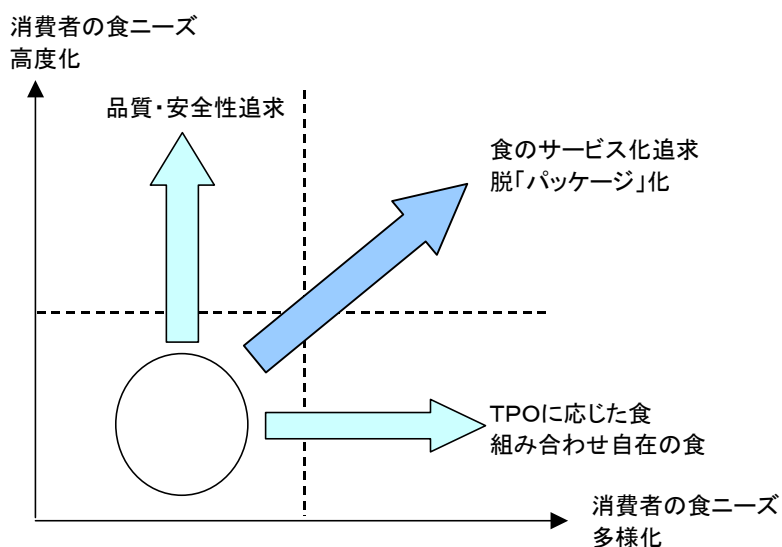 消費者の食ニーズ
高度化
品質・安全性追求
食のサービス化追求
脱「パッケージ」化
TPOに応じた食
組み合わせ自在の食
消費者の食ニーズ
多様化